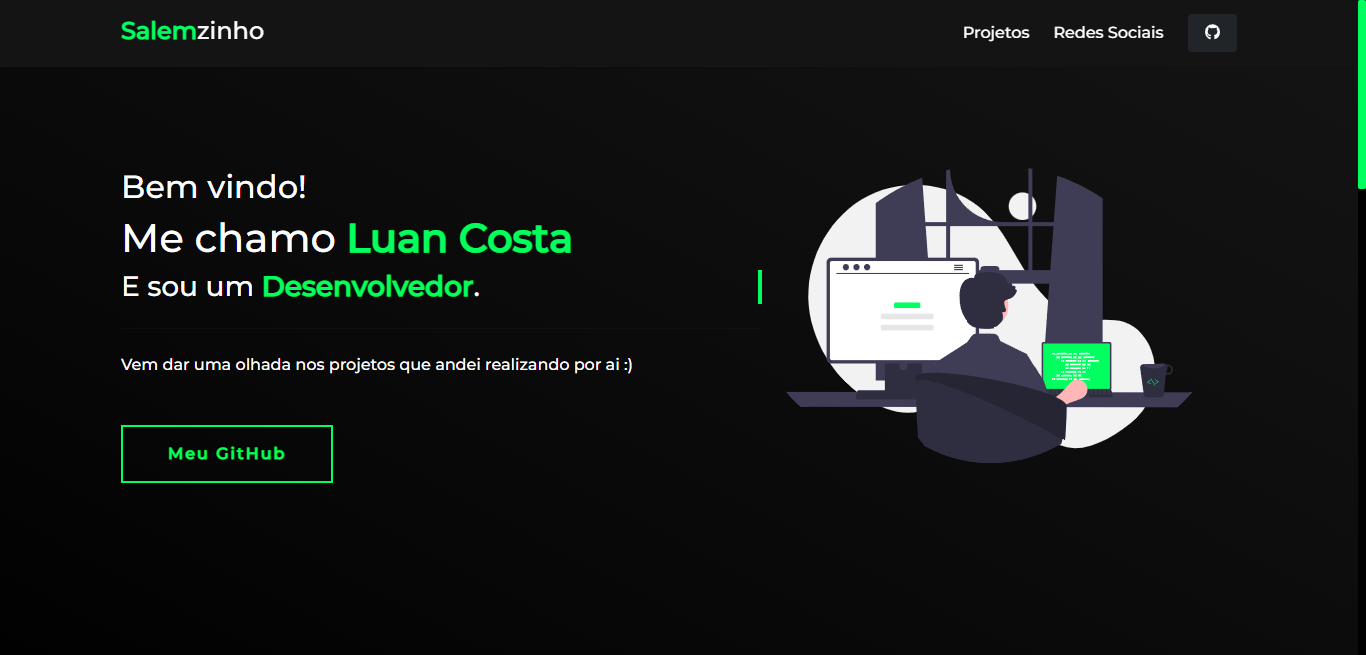 Salemzinho
Projetos Redes Sociais
Bem vindo!
Me chamo Luan Costa
E sou um Desenvolvedor.
Vem dar uma olhada nos projetos que andei realizando por ai :)
Meu GitHub